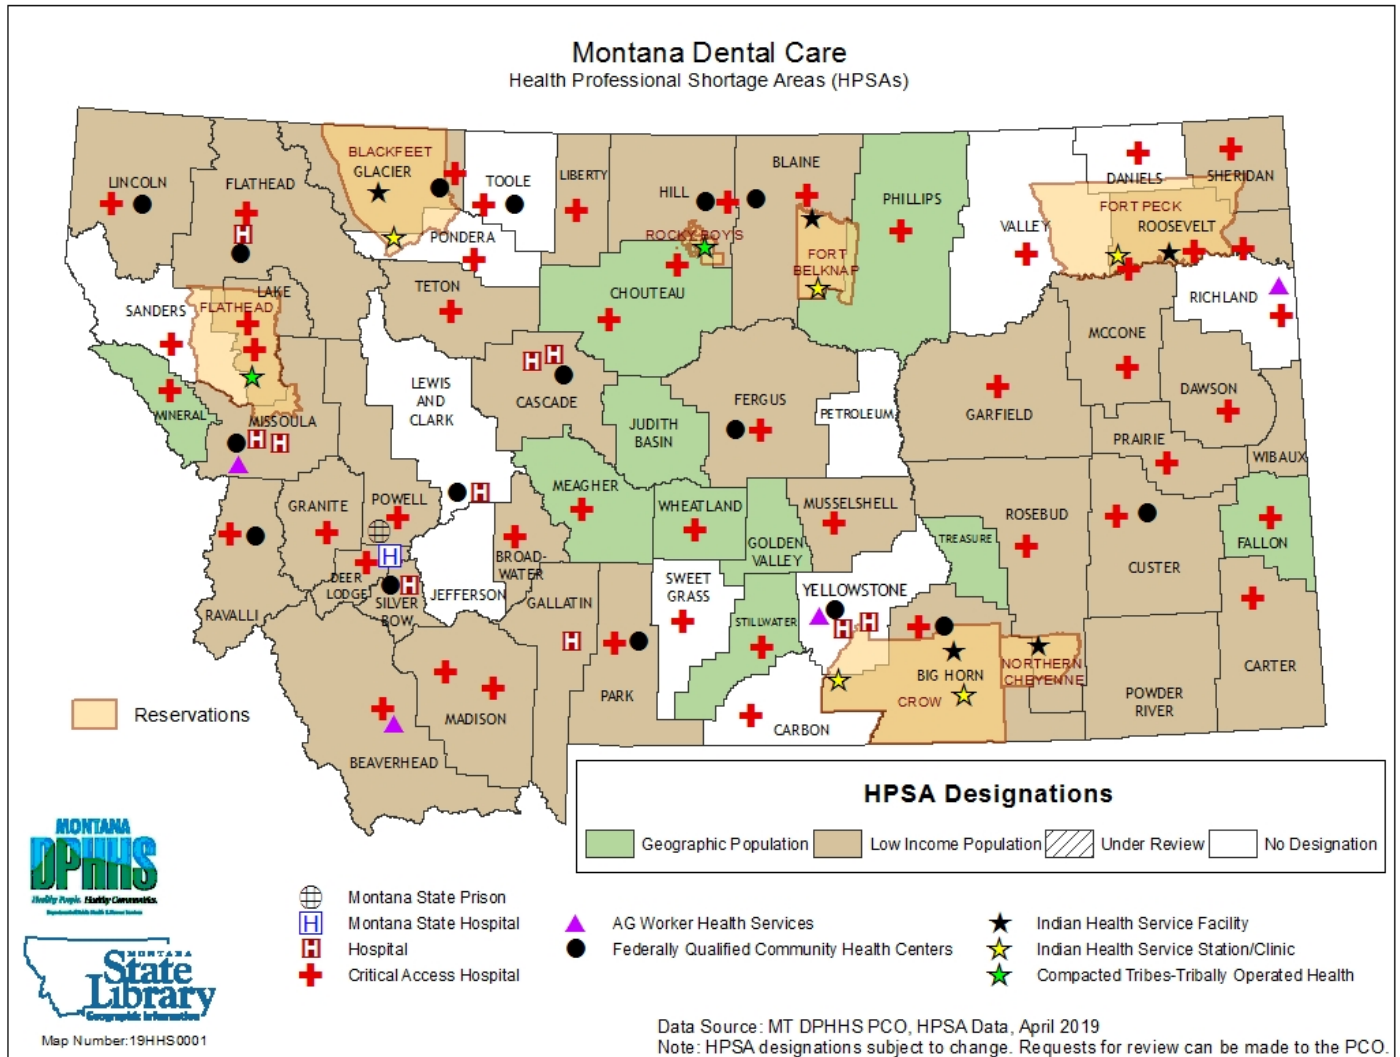 Montana Dental Care
Health Professional Shortage Areas (HPSAs)
LINCOLN
FLATHEAD
BLACKFEET
GLACIER
TOOLE
LIBERTY
HILL
BLAINE
PHILLIPS
VALLEY
DANIELS
SHERIDAN
FORT PECK
ROOSEVELT
PONDERA
ROCKY BOYS
FORT
BELKNAP
RICHLAND
SANDERS
LAKE
FLATHEAD
TETON
CHOUTEAU
MCCONE
LEWIS
AND
CLARK
CASCADE
FERGUS
PETROLEUM
GARFIELD
DAWSON
MINERAL
MISSOULA
JUDITH
BASIN
PRAIRIE
WIBAUX
GRANITE
POWELL
MEAGHER
WHEATLAND
MUSSELSHELL
ROSEBUD
BROAD-
WATER
GOLDEN
VALLEY
TREASURE
FALLON
CUSTER
RAVALLI
DEER
LODGE
SILVER
BOW
JEFFERSON
GALLATIN
SWEET
GRASS
STILLWATER
YELLOWSTONE
BIG HORN
NORTHERN
CHEYENNE
CARTER
CROW
PARK
MADISON
POWDER
RIVER
CARBON
BEAVERHEAD
H
H
H
H
H
H
H
H
H
H
H
H
Reservations
HPSA Designations
Geographic Population
Low Income Population
Under Review
No Designation
MONTANA
DPHHS
Healthy People. Healthy Communities.
MONTANA
State
Library
Geographic Information
Map Number:19HHS0001
Montana State Prison
H Montana State Hospital
H Hospital
Critical Access Hospital
AG Worker Health Services
Federally Qualified Community Health Centers
Indian Health Service Facility
Indian Health Service Station/Clinic
Compacted Tribes-Tribally Operated Health
Data Source: MT DPHHS PCO, HPSA Data, April 2019
Note: HPSA designations subject to change. Requests for review can be made to the PCO.